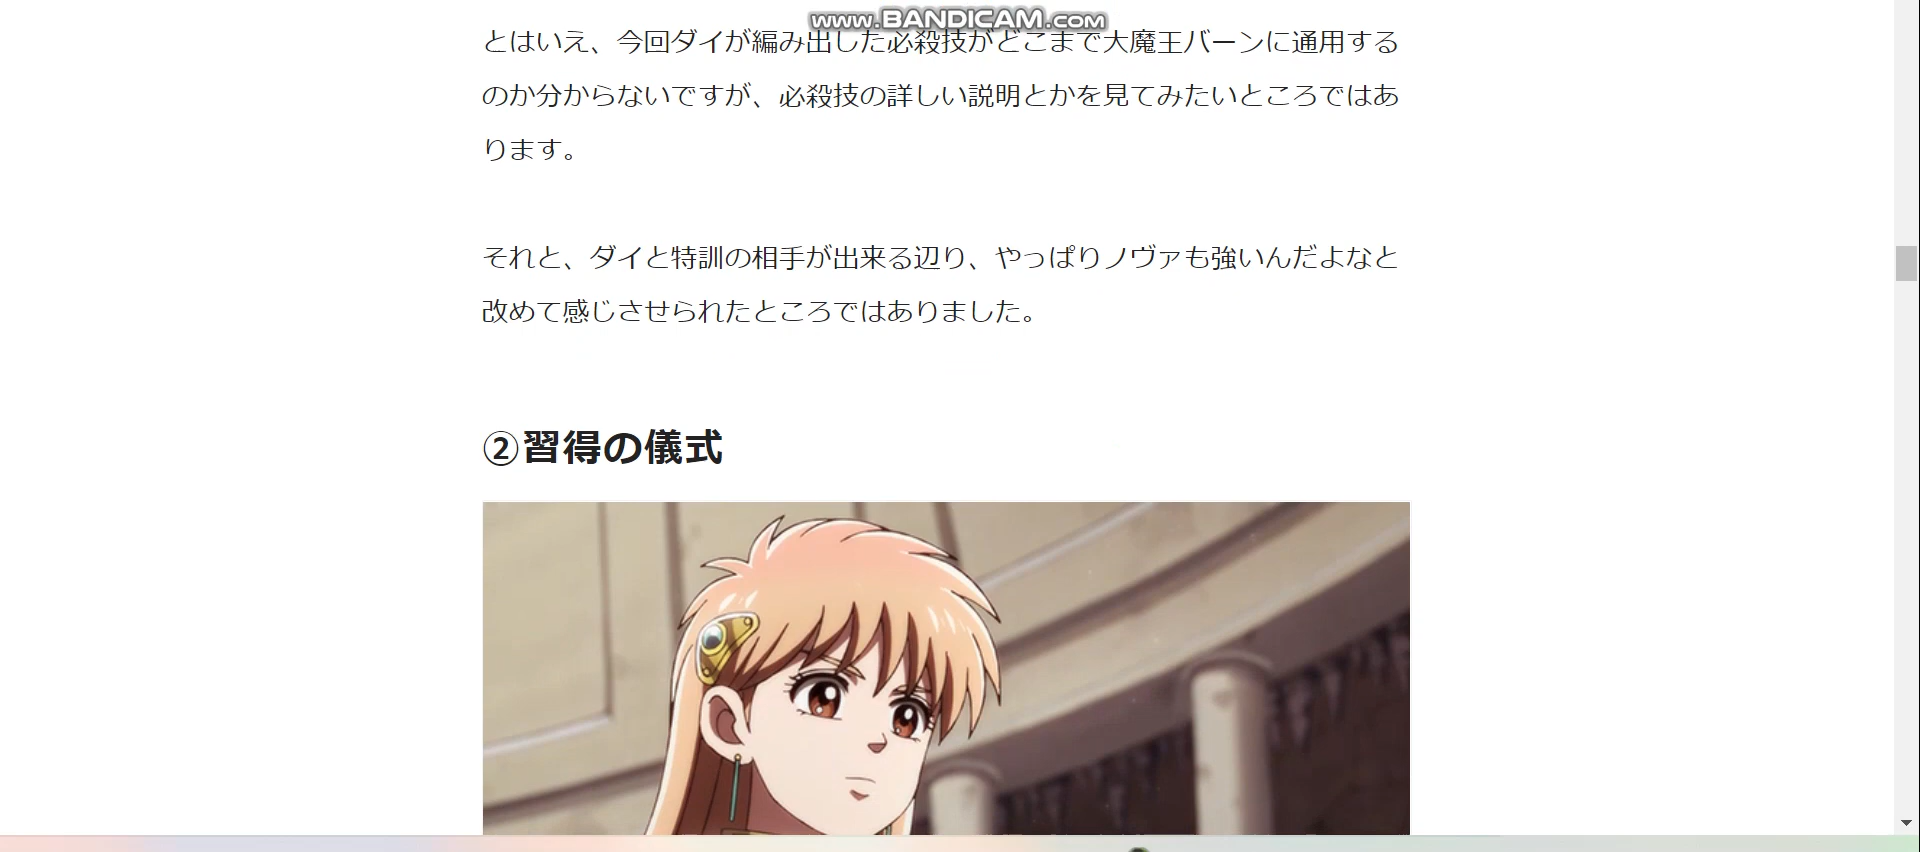 www.BANDICAM.com
とはいえ、今回ダイが編み出した必殺技がどこまで大魔王バーンに通用する
のか分からないですが、必殺技の詳しい説明とかを見てみたいところではあ
ります。
それと、ダイと特訓の相手が出来る辺り、やっぱりノヴァも強いんだよなと
改めて感じさせられたところではありました。
②習得の儀式